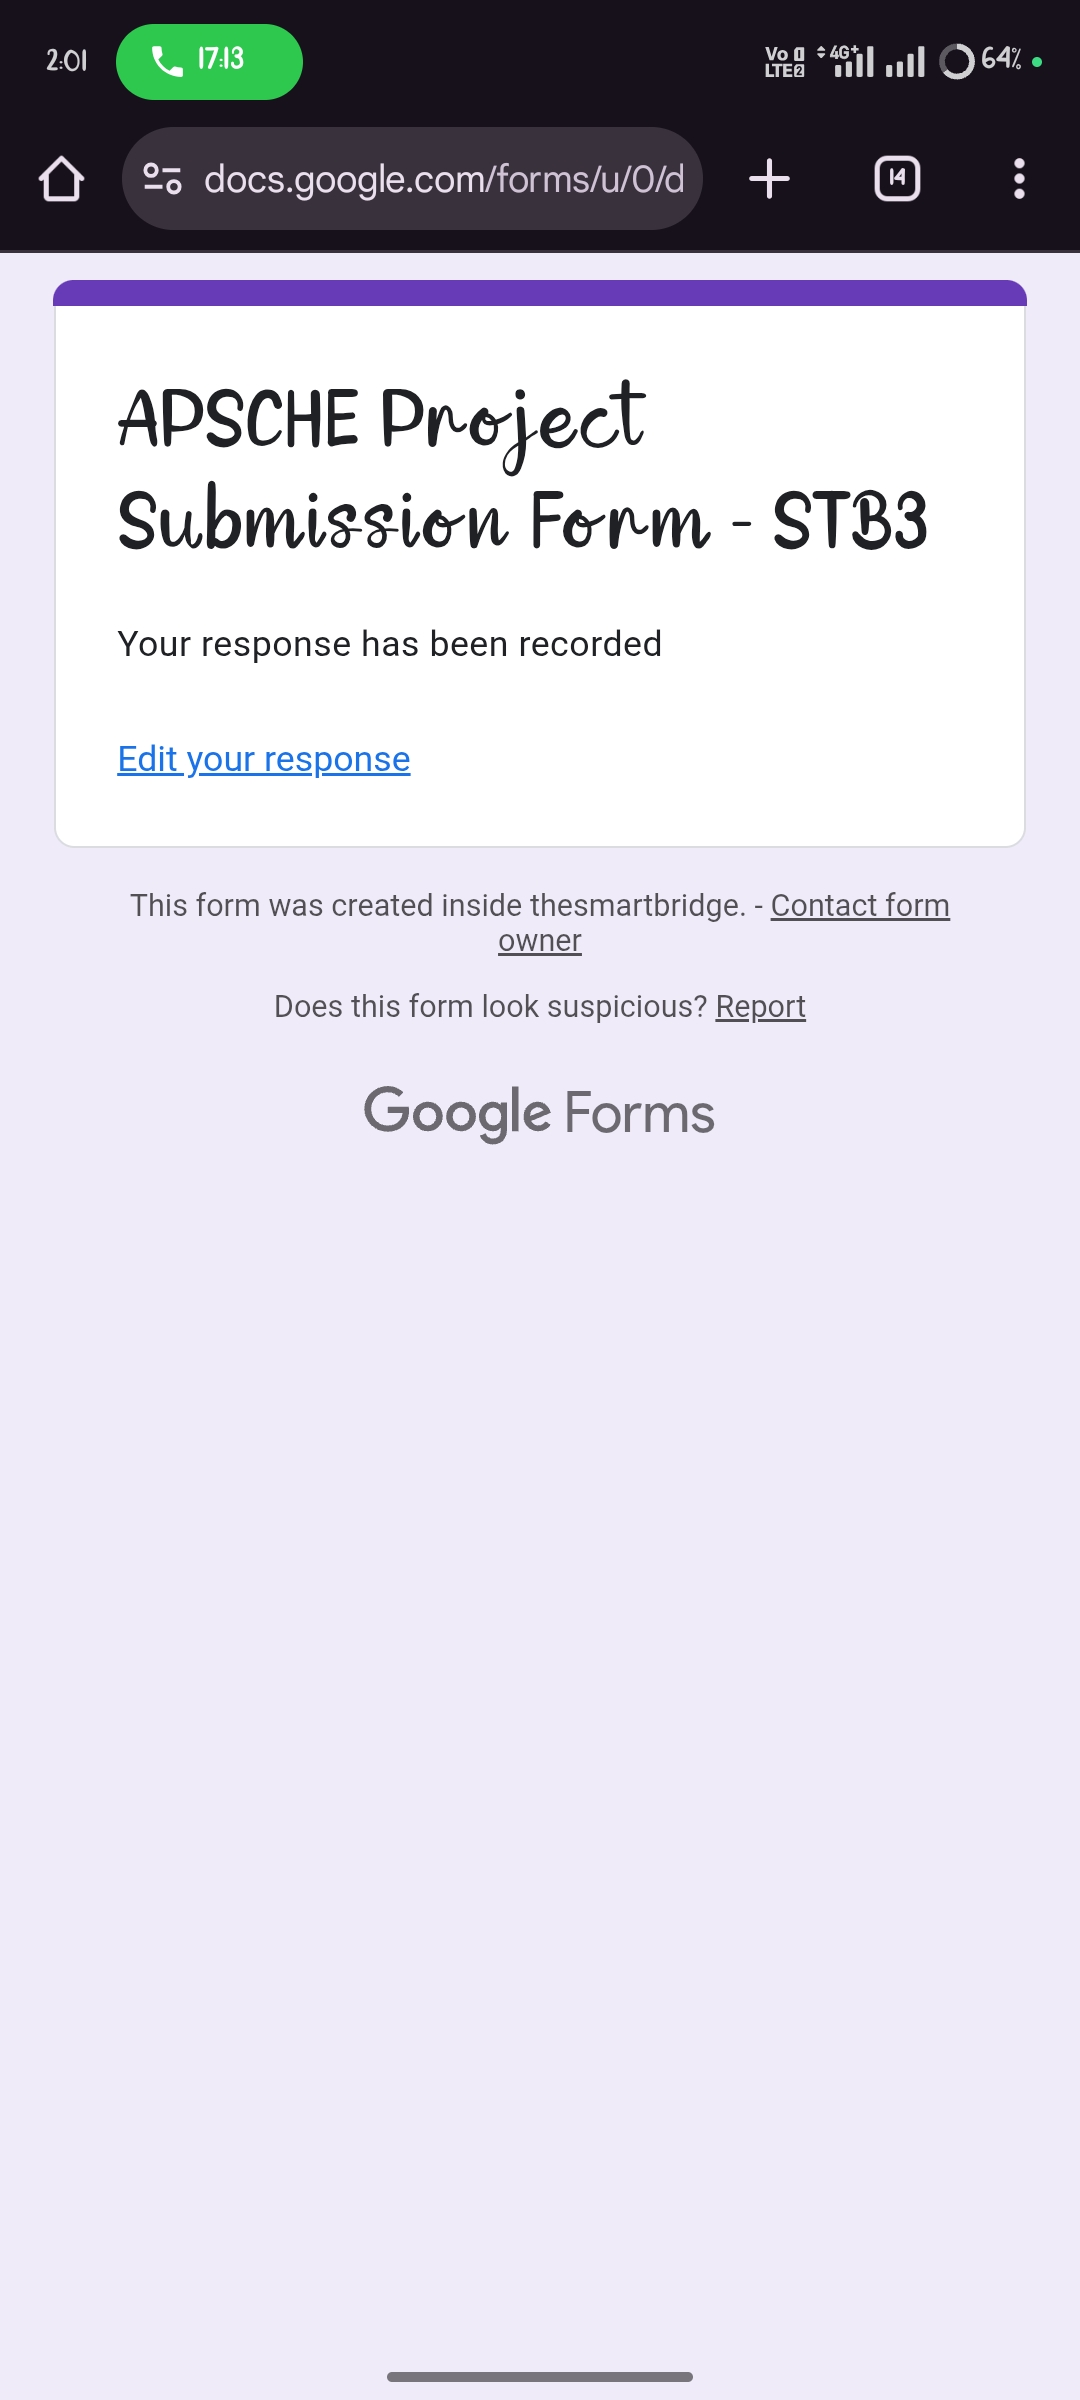 2:01 17:13 Vo 1 LTE2 4G+ 64%
docs.google.com/forms/u/0/d 14
APSCHE Project
Submission Form - STB3
Your response has been recorded
Edit your response
This form was created inside thesmartbridge. - Contact form
owner
Does this form look suspicious? Report
Google Forms